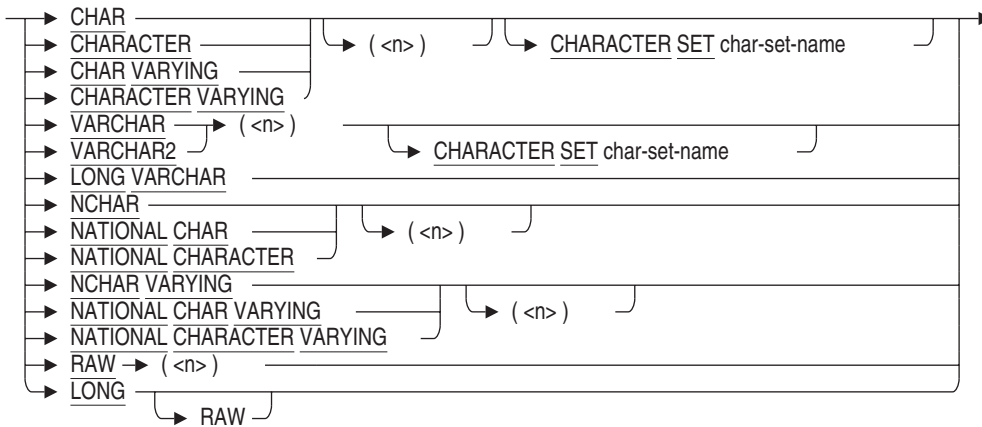 CHAR ( <n> ) CHARACTER SET char-set-name
CHARACTER
CHAR VARYING
CHARACTER VARYING
VARCHAR ( <n> )
VARCHAR2 CHARACTER SET char-set-name
LONG VARCHAR
NCHAR
NATIONAL CHAR ( <n> )
NATIONAL CHARACTER
NCHAR VARYING
NATIONAL CHAR VARYING ( <n> )
NATIONAL CHARACTER VARYING
RAW ( <n> )
LONG
RAW